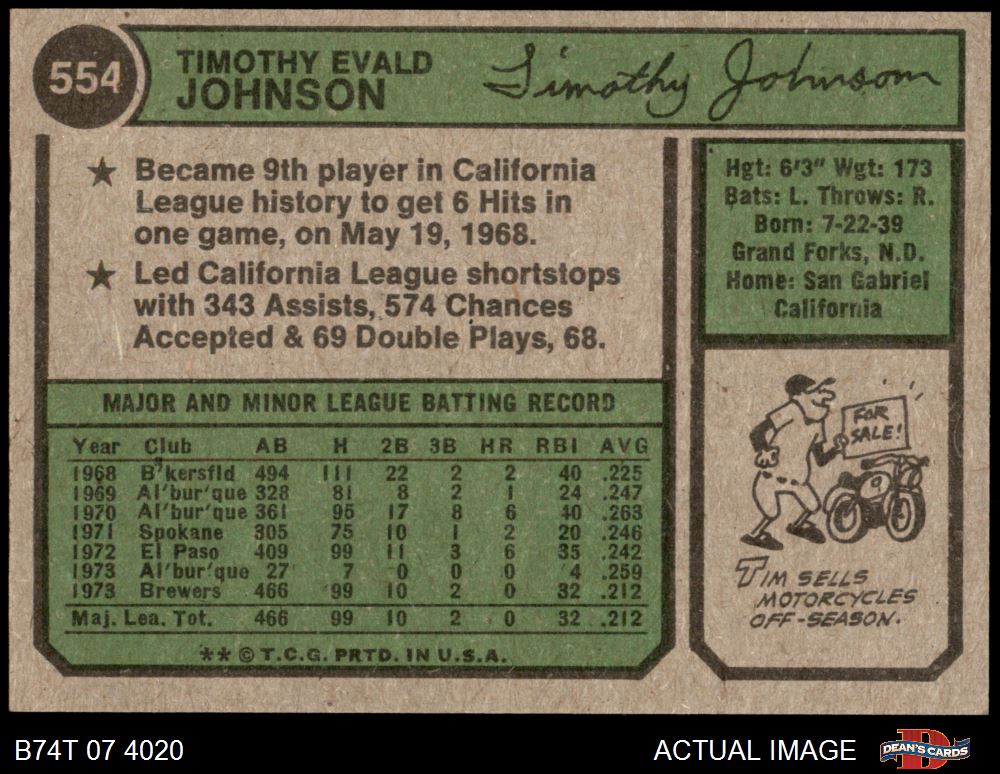 554
TIMOTHY EVALD
JOHNSON
Timothy Johnson
★ Became 9th player in California
League history to get 6 Hits in
one game, on May 19, 1968.
★ Led California League shortstops
with 343 Assists, 574 Chances
Accepted & 69 Double Plays, 68.
Hgt: 6'3" Wgt: 173
Bats: L. Throws: R.
Born: 7-22-39
Grand Forks, N.D.
Home: San Gabriel
California
MAJOR AND MINOR LEAGUE BATTING RECORD
Year Club AB H 2B 3B HR RBI AVG
1968 B'kersfld 494 111 22 2 2 40 .225
1969 Al'bur'que 328 81 8 2 1 24 .247
1970 Al'bur'que 361 95 17 8 6 40 .263
1971 Spokane 305 75 10 1 2 20 .246
1972 El Paso 409 99 11 3 6 35 .242
1973 Al'bur'que 27 7 0 0 0 4 .259
1973 Brewers 466 99 10 2 0 32 .212
Maj. Lea. Tot. 466 99 10 2 0 32 .212
** © T.C.G. PRTD. IN U.S.A.
FOR
SALE!
TIM SELLS
MOTORCYCLES
OFF-SEASON.
B74T 07 4020
ACTUAL IMAGE
DEAN'S CARDS